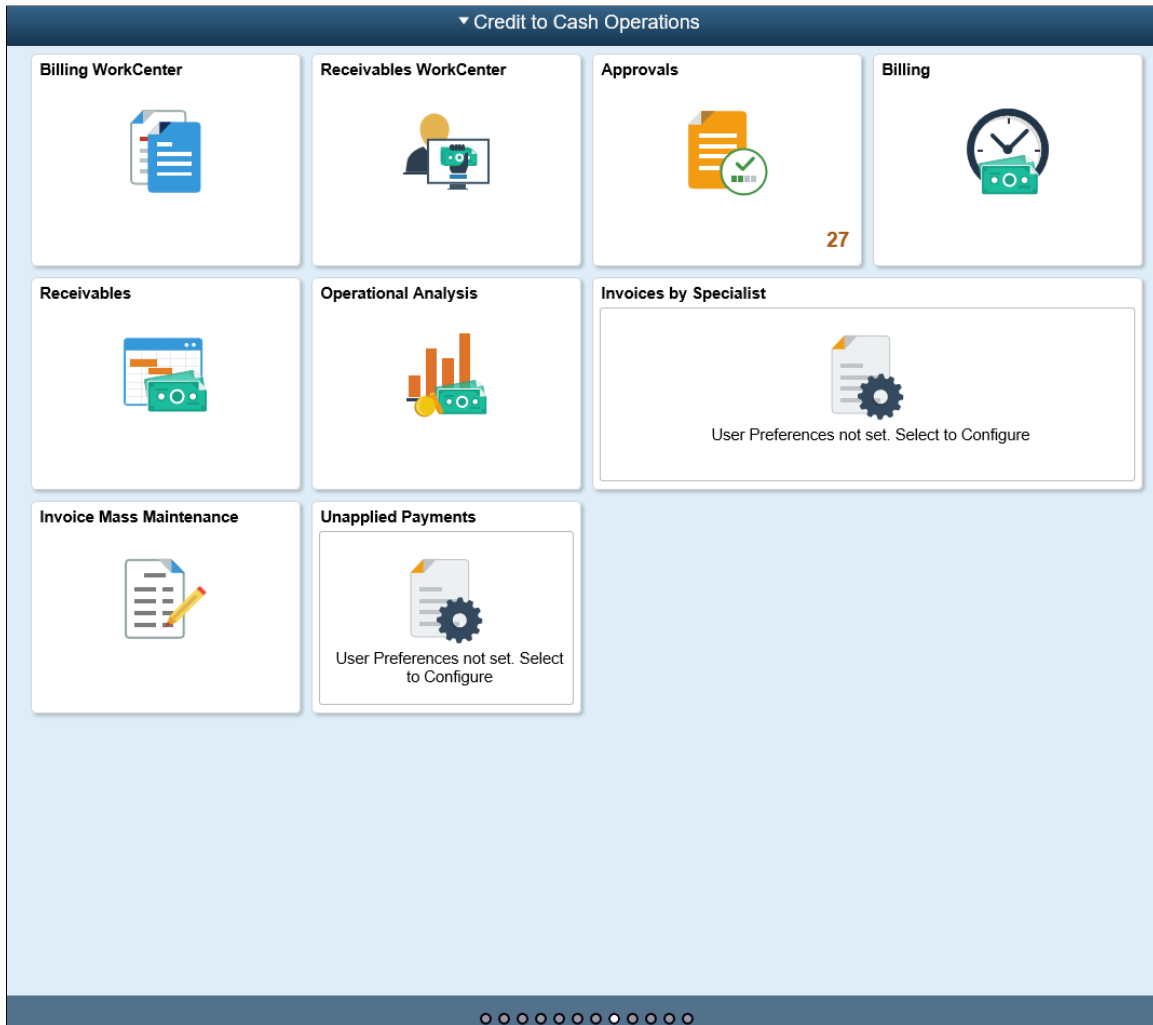 Credit to Cash Operations
Billing WorkCenter
Receivables WorkCenter
Approvals
Billing
27
Receivables
Operational Analysis
Invoices by Specialist
User Preferences not set. Select to Configure
Invoice Mass Maintenance
Unapplied Payments
User Preferences not set. Select
to Configure